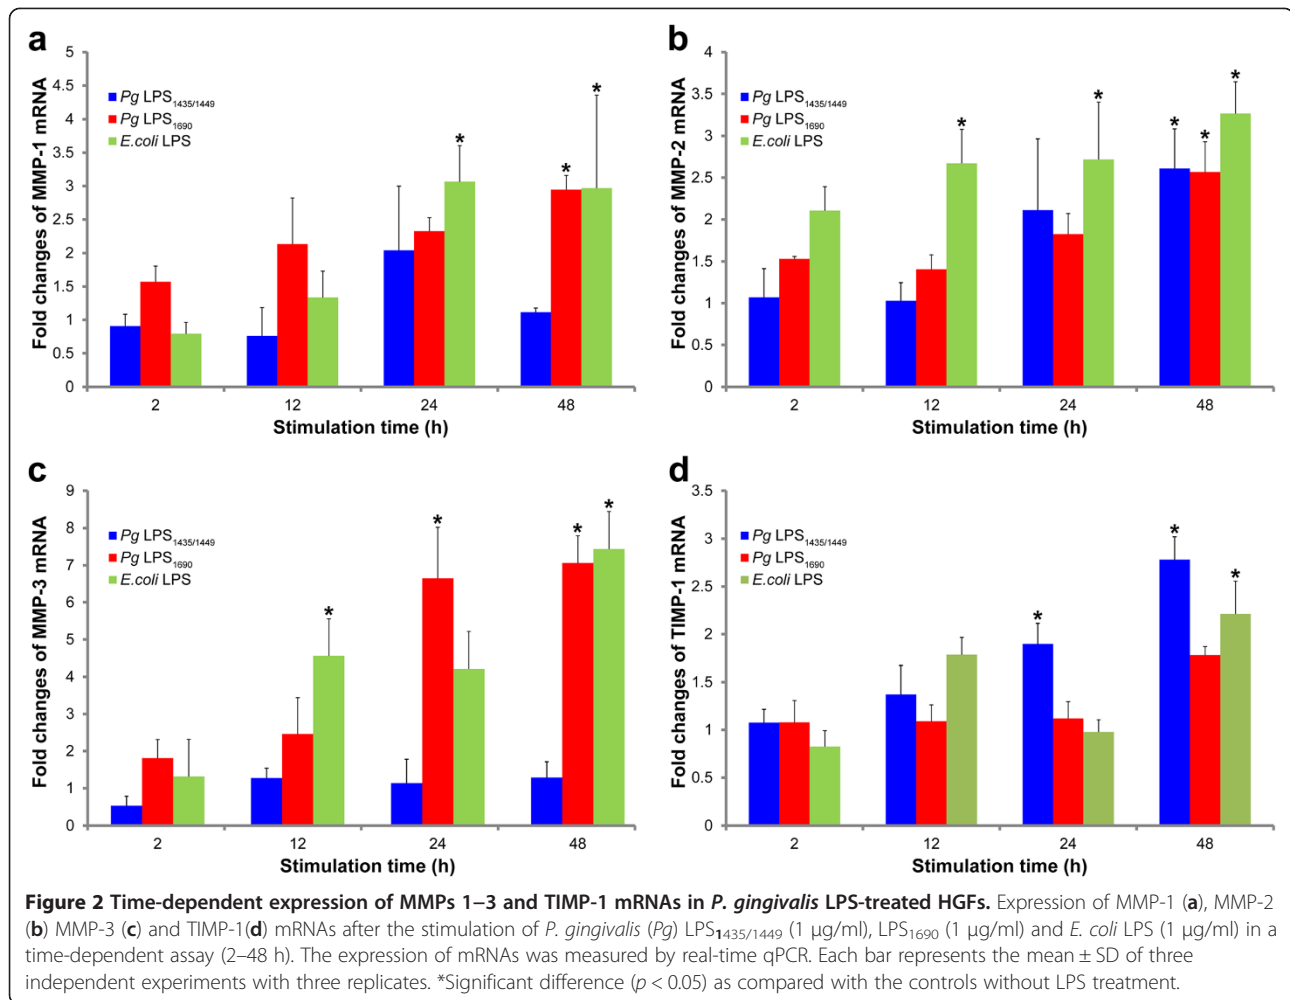 a
5
4.5
4
3.5
3
2.5
2
1.5
1
0.5
0
Fold changes of MMP-1 mRNA
Pg LPS1435/1449
Pg LPS1690
E.coli LPS
*
*
*
2 12 24 48
Stimulation time (h)
b
4
3.5
3
2.5
2
1.5
1
0.5
0
Fold changes of MMP-2 mRNA
Pg LPS1435/1449
Pg LPS1690
E.coli LPS
*
*
*
*
*
2 12 24 48
Stimulation time (h)
c
9
8
7
6
5
4
3
2
1
0
Fold changes of MMP-3 mRNA
Pg LPS1435/1449
Pg LPS1690
E.coli LPS
*
*
*
*
2 12 24 48
Stimulation time (h)
d
3.5
3
2.5
2
1.5
1
0.5
0
Fold changes of TIMP-1 mRNA
Pg LPS1435/1449
Pg LPS1690
E.coli LPS
*
*
*
2 12 24 48
Stimulation time (h)
Figure 2 Time-dependent expression of MMPs 1–3 and TIMP-1 mRNAs in P. gingivalis LPS-treated HGFs. Expression of MMP-1 (a), MMP-2
(b) MMP-3 (c) and TIMP-1(d) mRNAs after the stimulation of P. gingivalis (Pg) LPS1435/1449 (1 μg/ml), LPS1690 (1 μg/ml) and E. coli LPS (1 μg/ml) in a
time-dependent assay (2–48 h). The expression of mRNAs was measured by real-time qPCR. Each bar represents the mean ± SD of three
independent experiments with three replicates. *Significant difference (p < 0.05) as compared with the controls without LPS treatment.